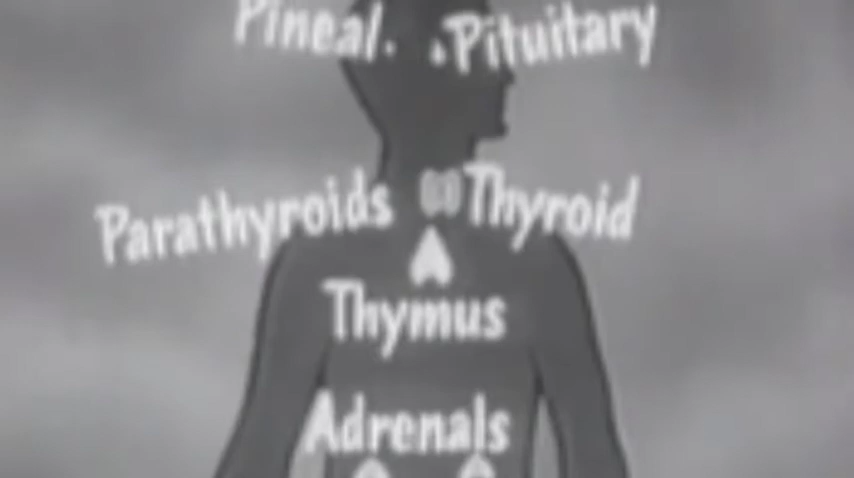 Pineal. Pituitary
Parathyroids Thyroid
Thymus
Adrenals